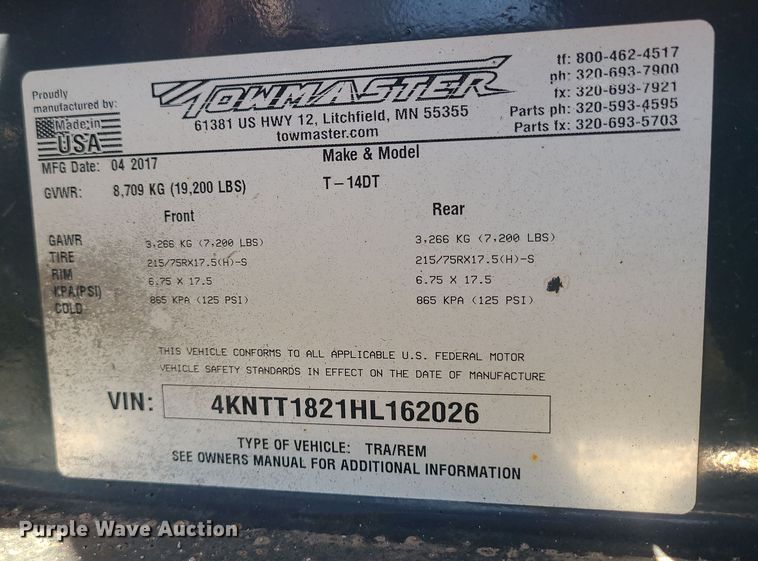 Proudly
manufactured by:
Made in
USA
TOWMASTER
61381 US HWY 12, Litchfield, MN 55355
towmaster.com
tf: 800-462-4517
ph: 320-693-7900
fx: 320-693-7921
Parts ph: 320-593-4595
Parts fx: 320-693-5703
MFG Date: 04 2017
Make & Model
GVWR: 8,709 KG (19,200 LBS) T-14DT
Front Rear
GAWR 3,266 KG (7,200 LBS) 3,266 KG (7,200 LBS)
TIRE 215/75RX17.5(H)-S 215/75RX17.5(H)-S
RIM 6.75 X 17.5 6.75 X 17.5
KPA(PSI) 865 KPA (125 PSI) 865 KPA (125 PSI)
COLD
THIS VEHICLE CONFORMS TO ALL APPLICABLE U.S. FEDERAL MOTOR
VEHICLE SAFETY STANDARDS IN EFFECT ON THE DATE OF MANUFACTURE
VIN: 4KNTT1821HL162026
TYPE OF VEHICLE: TRA/REM
SEE OWNERS MANUAL FOR ADDITIONAL INFORMATION
Purple Wave Auction